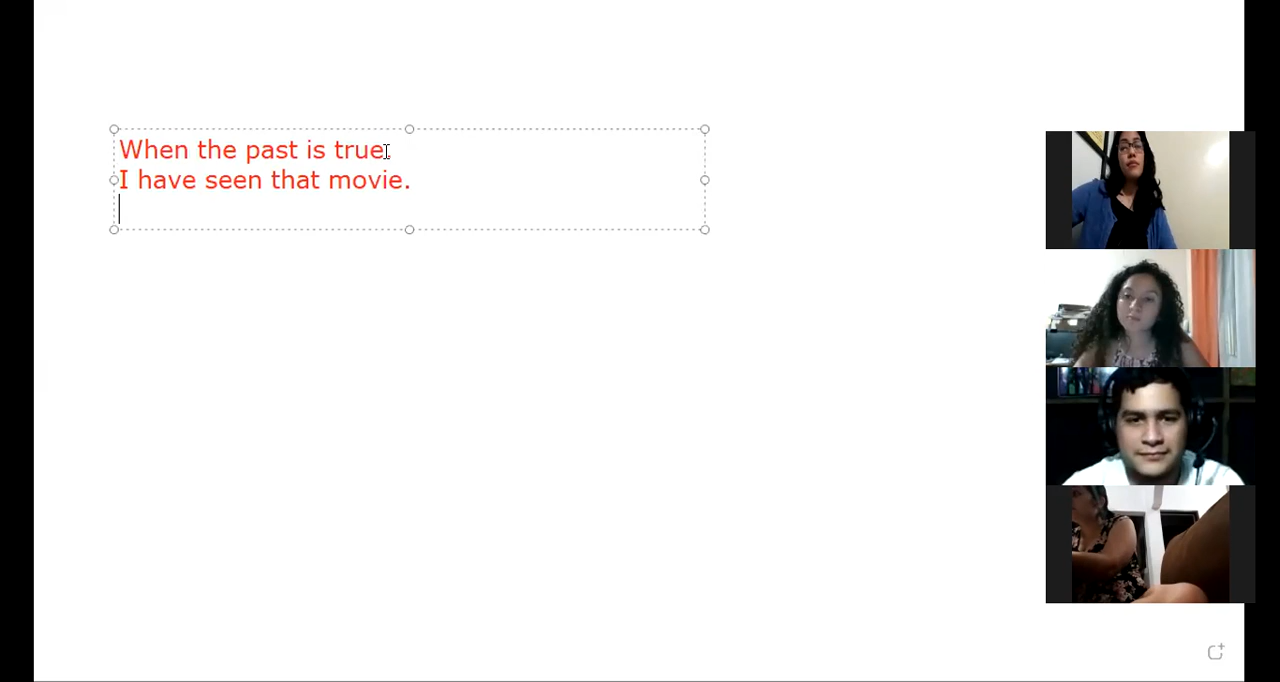 When the past is true.
I have seen that movie.